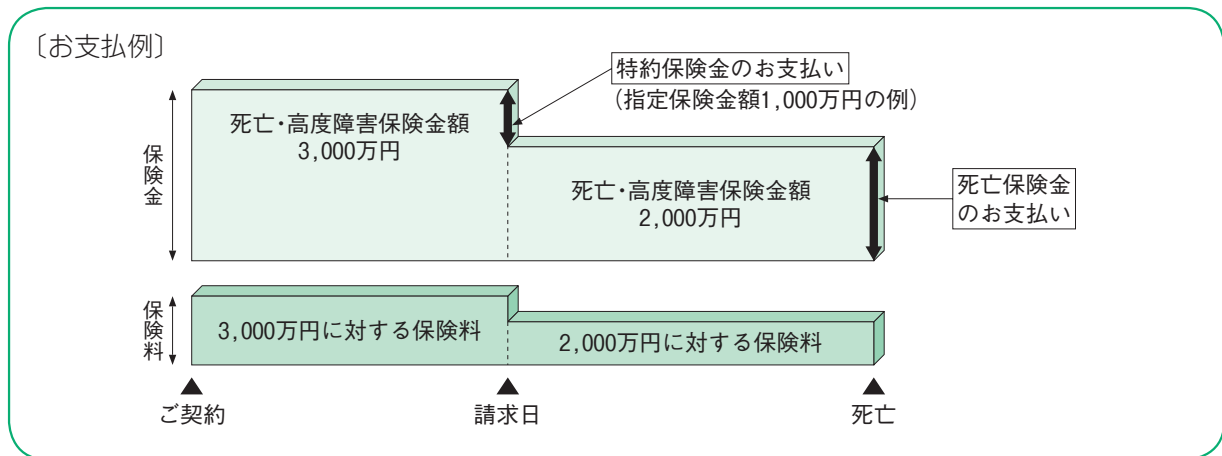 〔お支払例〕
特約保険金のお支払い
（指定保険金額1,000万円の例）
死亡・高度障害保険金額
3,000万円
保険金
死亡・高度障害保険金額
2,000万円
死亡保険金
のお支払い
保険料
3,000万円に対する保険料
2,000万円に対する保険料
ご契約
請求日
死亡